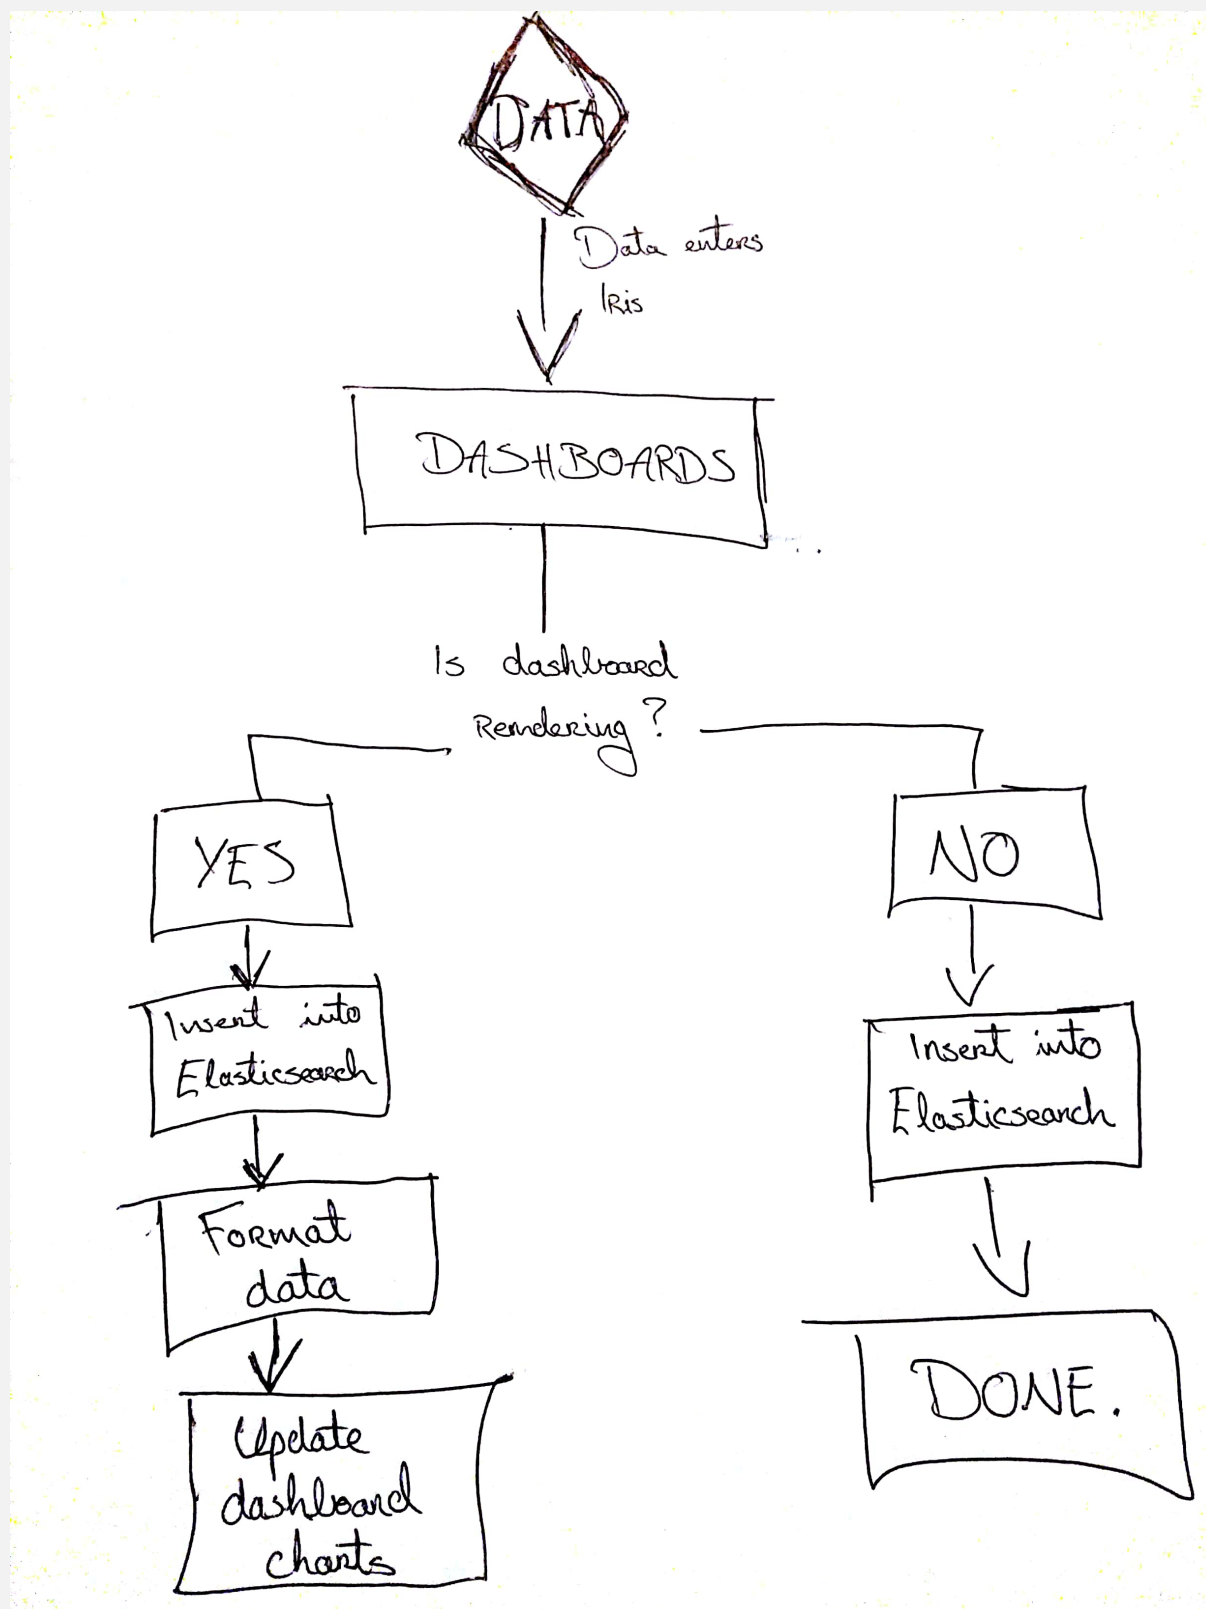 DATA
Data enters
Iris
DASHBOARDS
Is dashboard
Rendering?
YES
NO
Insert into
Elasticsearch
Insert into
Elasticsearch
Format
data
Update
dashboard
charts
DONE.